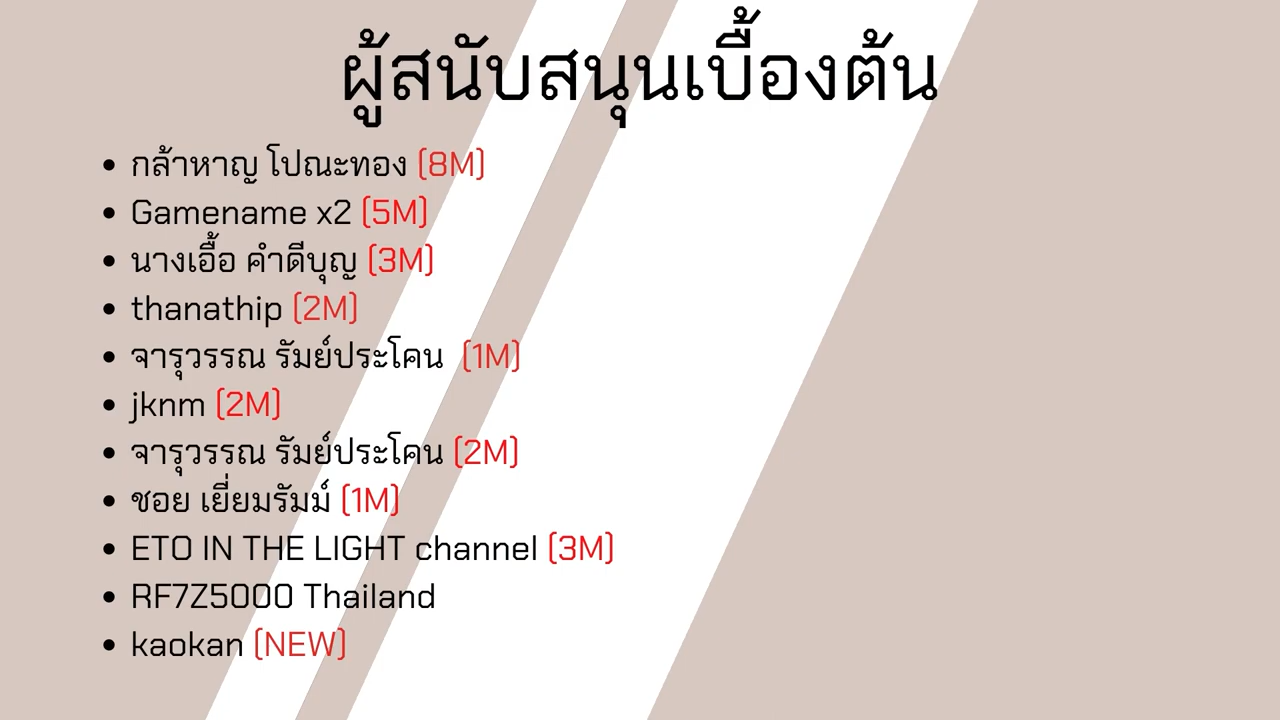 ผู้สนับสนุนเบื้องต้น
• กล้าหาญ โปณะทอง (8M)
• Gamename x2 (5M)
• นางเอื้อ คำดีบุญ (3M)
• thanathip (2M)
• จารุวรรณ รัมย์ประโคน (1M)
• jknm (2M)
• จารุวรรณ รัมย์ประโคน (2M)
• ชอย เยี่ยมรัมม์ (1M)
• ETO IN THE LIGHT channel (3M)
• RF7Z5000 Thailand
• kaokan (NEW)